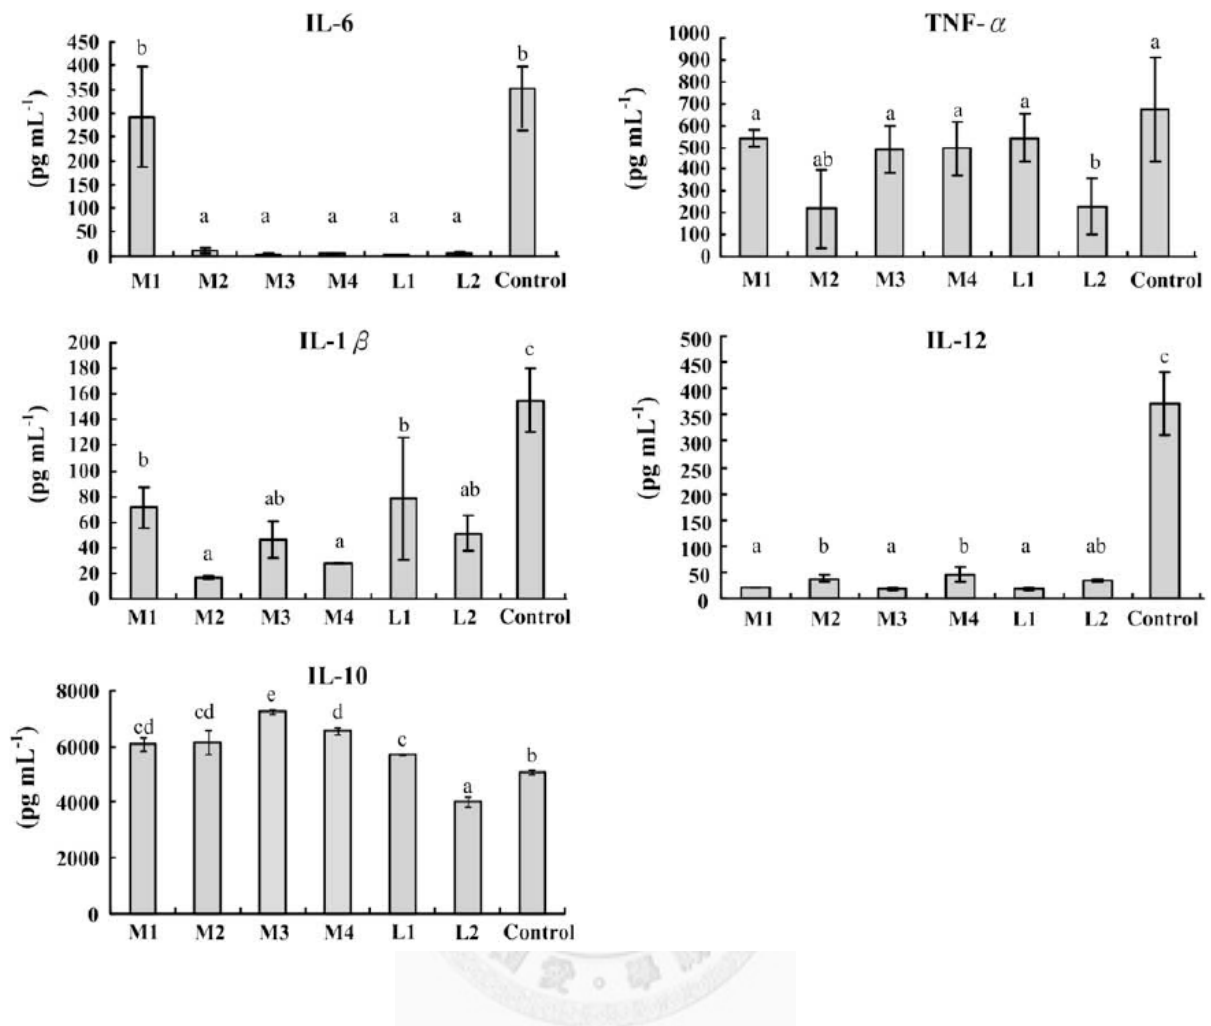 IL-6
450
400
350
300
250
200
150
100
50
0
(pg mL-1)
b
a
a
a
a
a
b
M1 M2 M3 M4 L1 L2 Control
TNF-α
1000
900
800
700
600
500
400
300
200
100
0
(pg mL-1)
a
ab
a
a
a
b
a
M1 M2 M3 M4 L1 L2 Control
IL-1β
200
180
160
140
120
100
80
60
40
20
0
(pg mL-1)
b
a
ab
a
b
ab
c
M1 M2 M3 M4 L1 L2 Control
IL-12
500
450
400
350
300
250
200
150
100
50
0
(pg mL-1)
a
b
a
b
a
ab
c
M1 M2 M3 M4 L1 L2 Control
IL-10
8000
6000
4000
2000
0
(pg mL-1)
cd
cd
e
d
c
a
b
M1 M2 M3 M4 L1 L2 Control